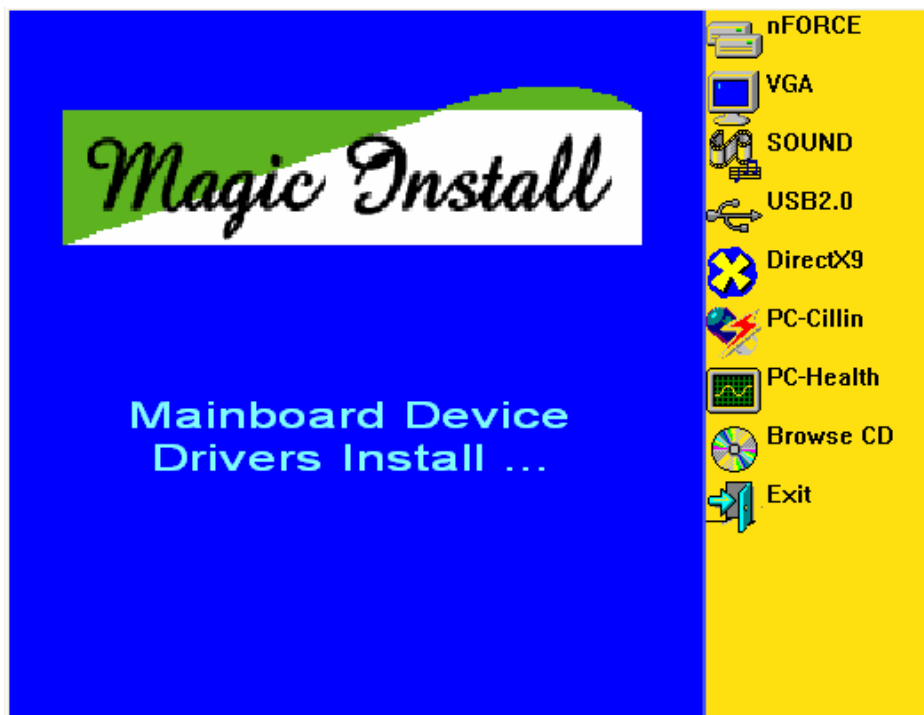 Magic Install
Mainboard Device
Drivers Install ...
nFORCE
VGA
SOUND
USB2.0
DirectX9
PC-Cillin
PC-Health
Browse CD
Exit